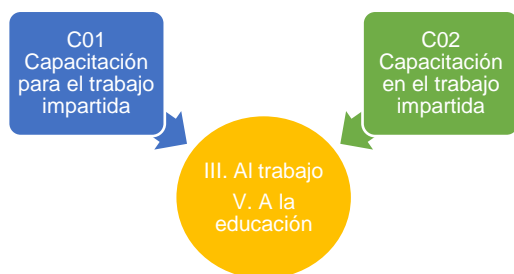 C01
Capacitación
para el trabajo
impartida
C02
Capacitación
en el trabajo
impartida
III. Al trabajo
V. A la
educación